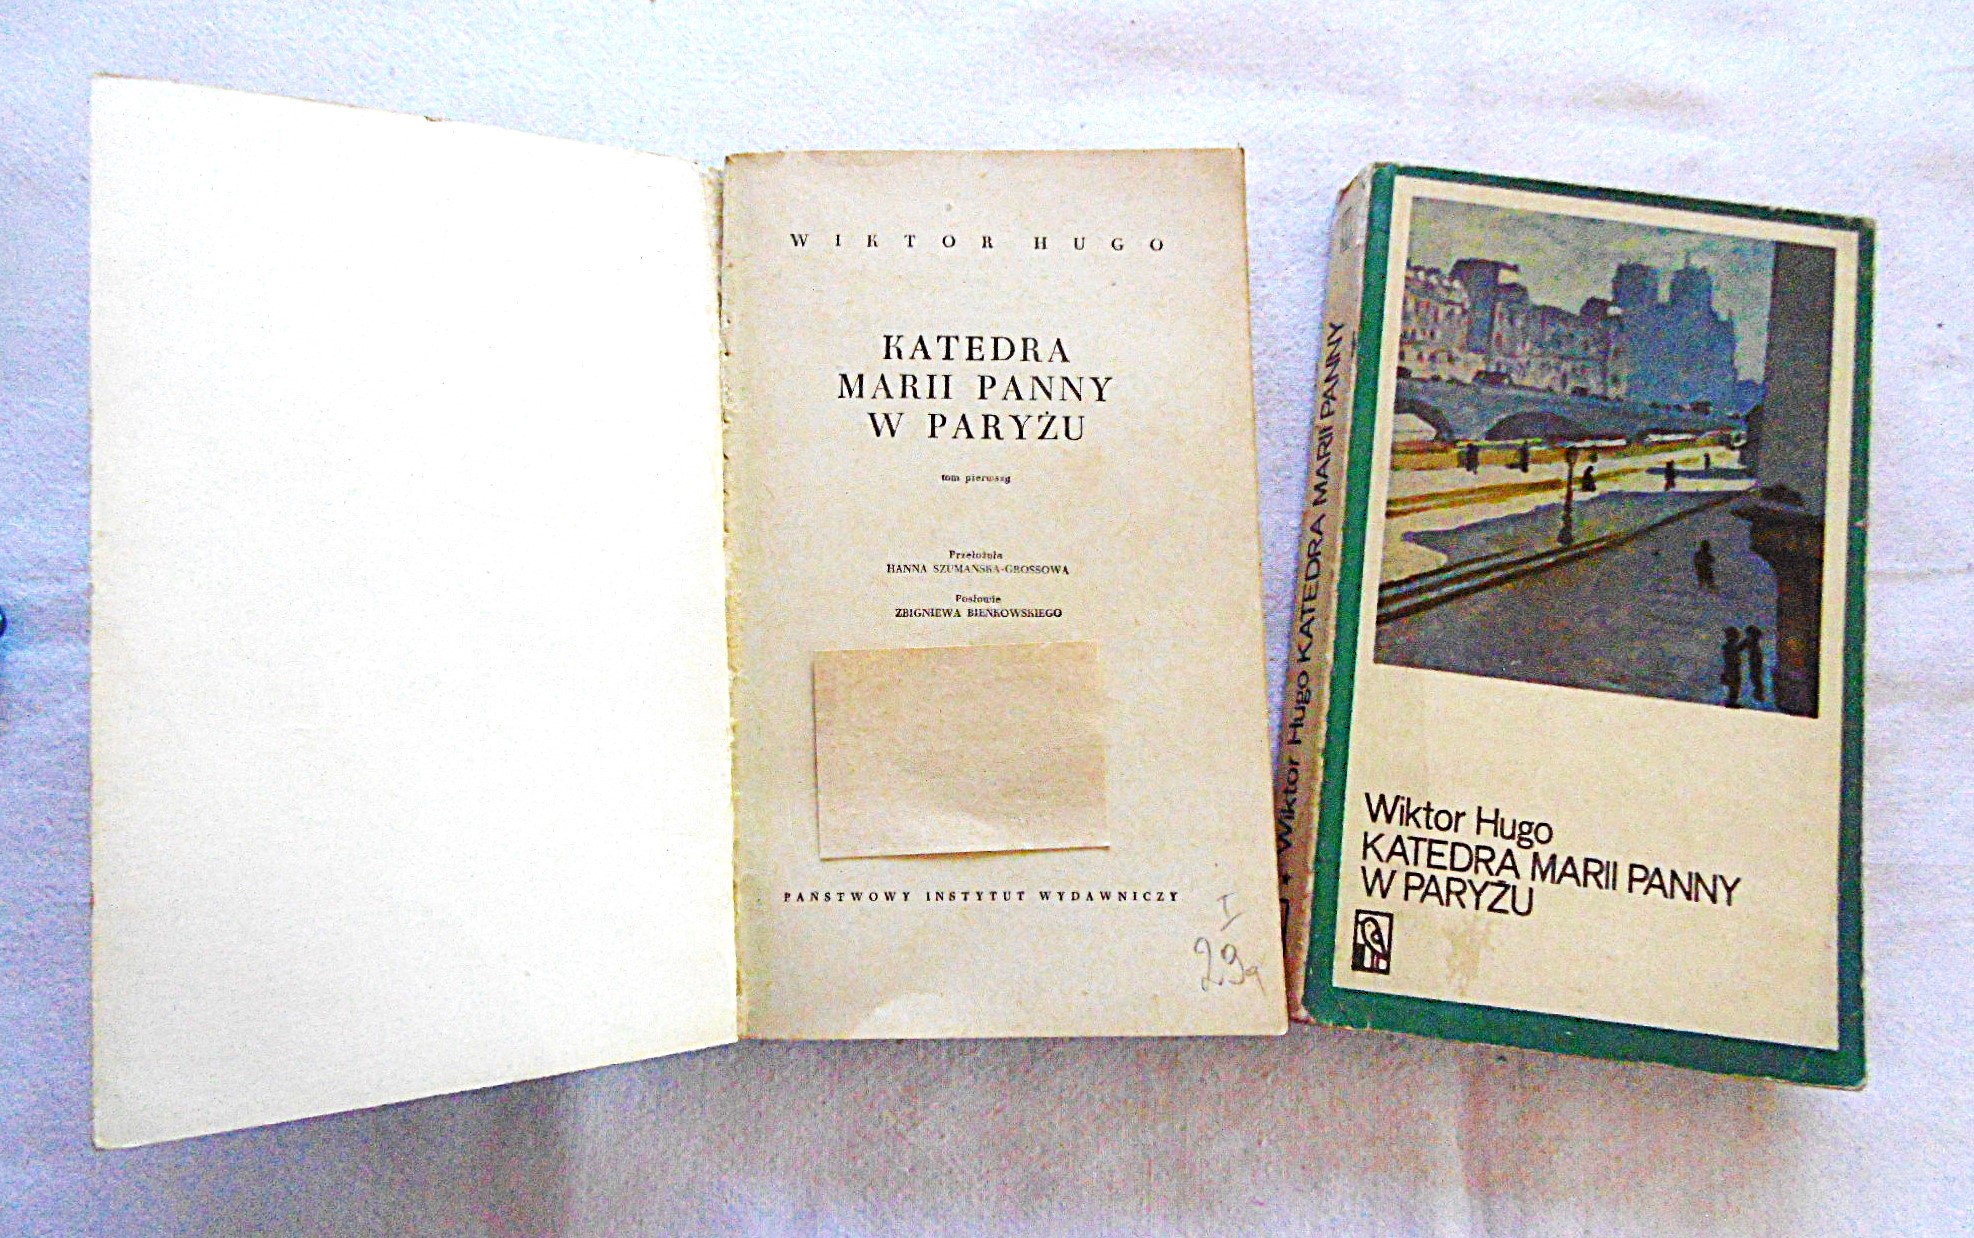 WIKTOR HUGO
KATEDRA
MARII PANNY
W PARYŻU
tom pierwszy
Przełożyła
HANNA SZUMAŃSKA-GROSSOWA
Posłowie
ZBIGNIEWA BIEŃKOWSKIEGO
PAŃSTWOWY INSTYTUT WYDAWNICZY
I
29a
* Wiktor Hugo KATEDRA MARII PANNY
Wiktor Hugo
KATEDRA MARII PANNY
W PARYŻU